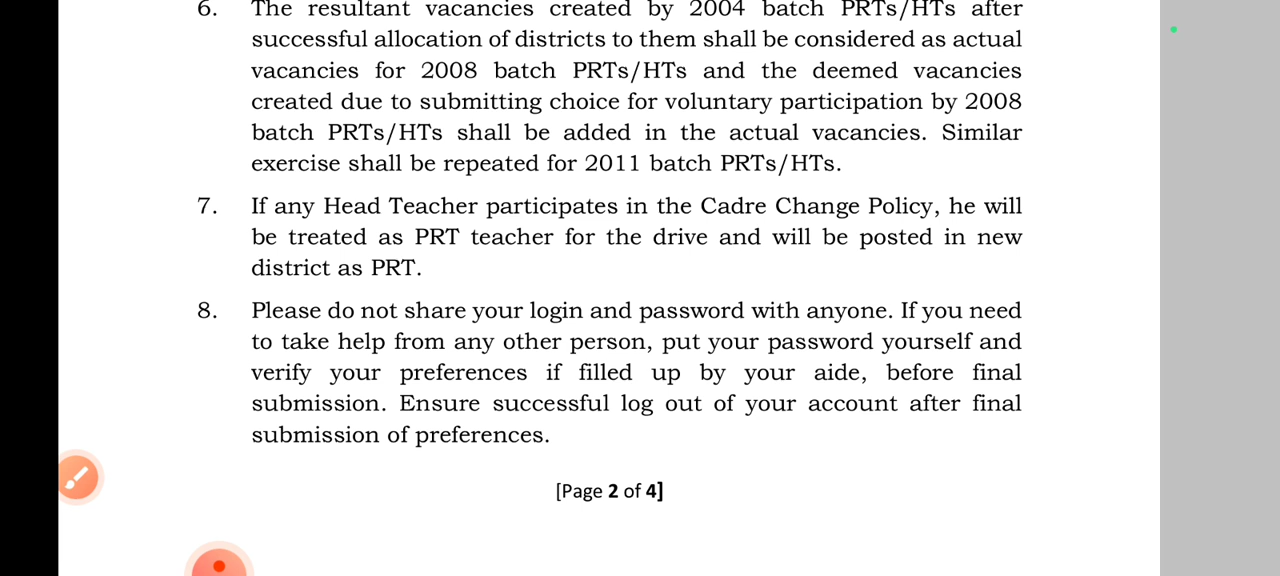 6. The resultant vacancies created by 2004 batch PRTs/HTs after
successful allocation of districts to them shall be considered as actual
vacancies for 2008 batch PRTs/HTs and the deemed vacancies
created due to submitting choice for voluntary participation by 2008
batch PRTs/HTs shall be added in the actual vacancies. Similar
exercise shall be repeated for 2011 batch PRTs/HTs.
7. If any Head Teacher participates in the Cadre Change Policy, he will
be treated as PRT teacher for the drive and will be posted in new
district as PRT.
8. Please do not share your login and password with anyone. If you need
to take help from any other person, put your password yourself and
verify your preferences if filled up by your aide, before final
submission. Ensure successful log out of your account after final
submission of preferences.
[Page 2 of 4]